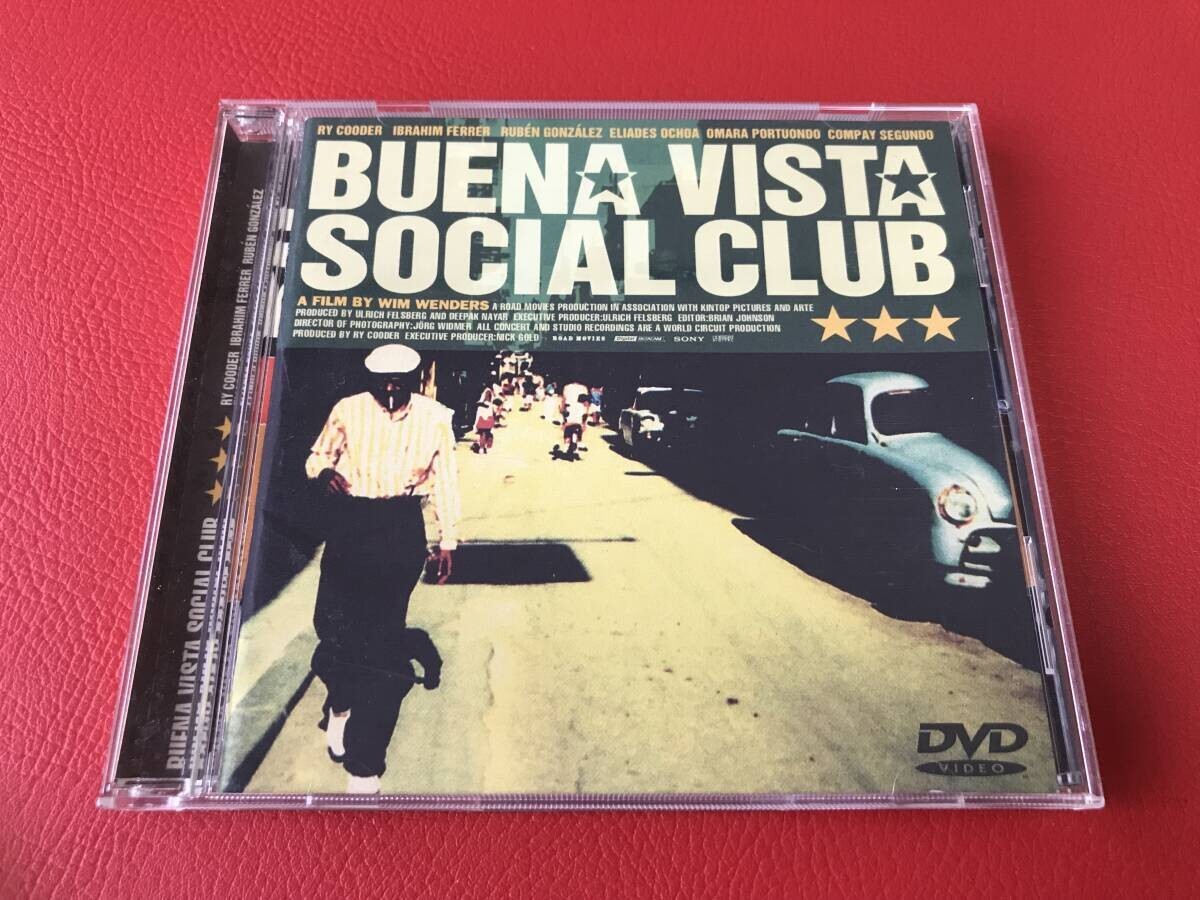 RY COODER IBRAHIM FERRER RUBÉN GONZÁLEZ ELIADES OCHOA OMARA PORTUONDO COMPAY SEGUNDO
BUENA VISTA
SOCIAL CLUB
A FILM BY WIM WENDERS A ROAD MOVIES PRODUCTION IN ASSOCIATION WITH KINTOP PICTURES AND ARTE
PRODUCED BY ULRICH FELSBERG AND DEEPAK NAYAR EXECUTIVE PRODUCER:ULRICH FELSBERG EDITOR:BRIAN JOHNSON
DIRECTOR OF PHOTOGRAPHY:JÖRG WIDMER ALL CONCERT AND STUDIO RECORDINGS ARE A WORLD CIRCUIT PRODUCTION
PRODUCED BY RY COODER EXECUTIVE PRODUCER:NICK GOLD ROAD MOVIES SONY
DVD
VIDEO
BUENA VISTA SOCIAL CLUB RY COODER IBRAHIM FERRER RUBÉN GONZÁLEZ